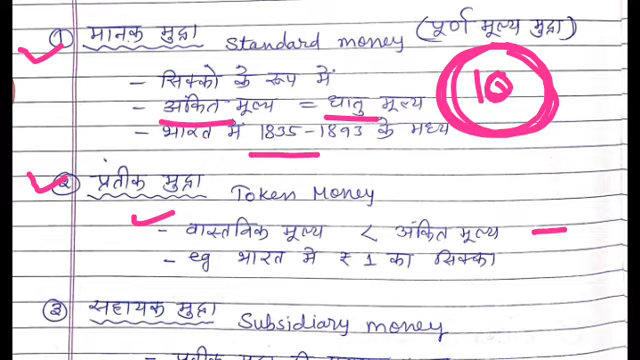 ① मानक मुद्रा Standard money (पूर्ण मूल्य मुद्रा)
- सिक्को के रूप में
- अंकित मूल्य = धातु मूल्य
10
- भारत में 1835-1893 के मध्य
② प्रतीक मुद्रा Token Money
- वास्तविक मूल्य < अंकित मूल्य
- eg भारत मे ₹ 1 का सिक्का
③ सहायक मुद्रा Subsidiary money